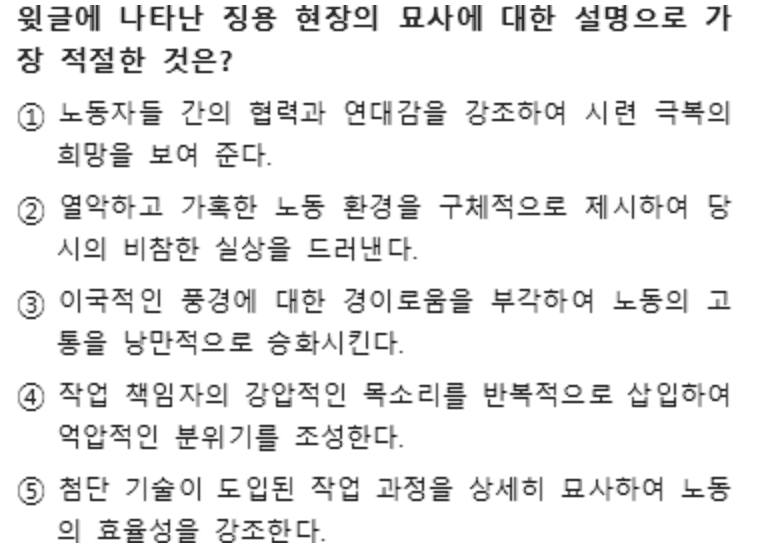 윗글에 나타난 징용 현장의 묘사에 대한 설명으로 가
장 적절한 것은?
① 노동자들 간의 협력과 연대감을 강조하여 시련 극복의
희망을 보여 준다.
② 열악하고 가혹한 노동 환경을 구체적으로 제시하여 당
시의 비참한 실상을 드러낸다.
③ 이국적인 풍경에 대한 경이로움을 부각하여 노동의 고
통을 낭만적으로 승화시킨다.
④ 작업 책임자의 강압적인 목소리를 반복적으로 삽입하여
억압적인 분위기를 조성한다.
⑤ 첨단 기술이 도입된 작업 과정을 상세히 묘사하여 노동
의 효율성을 강조한다.